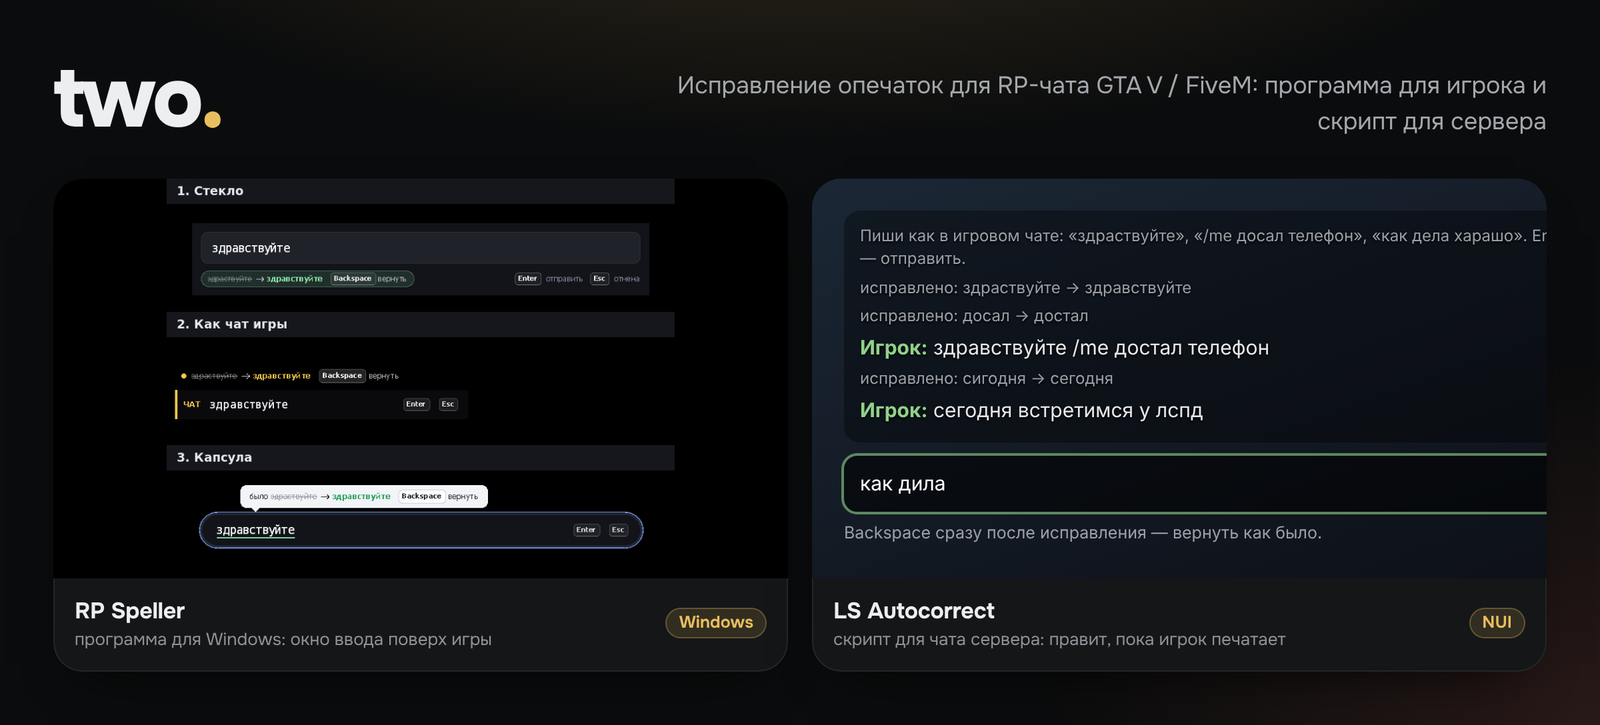 two.
Исправление опечаток для RP-чата GTA V / FiveM: программа для игрока и
скрипт для сервера
1. Стекло
здравствуйте
здраствуйте → здравствуйте Backspace вернуть
Enter отправить Esc отмена
2. Как чат игры
здраствуйте → здравствуйте Backspace вернуть
ЧАТ здравствуйте Enter Esc
3. Капсула
было здраствуйте → здравствуйте Backspace вернуть
здравствуйте Enter Esc
RP Speller
программа для Windows: окно ввода поверх игры
Windows
Пиши как в игровом чате: «здраствуйте», «/me досал телефон», «как дела харашо». En
— отправить.
исправлено: здраствуйте → здравствуйте
исправлено: досал → достал
Игрок: здравствуйте /me достал телефон
исправлено: сигодня → сегодня
Игрок: сегодня встретимся у лспд
как дила
Backspace сразу после исправления — вернуть как было.
LS Autocorrect
скрипт для чата сервера: правит, пока игрок печатает
NUI